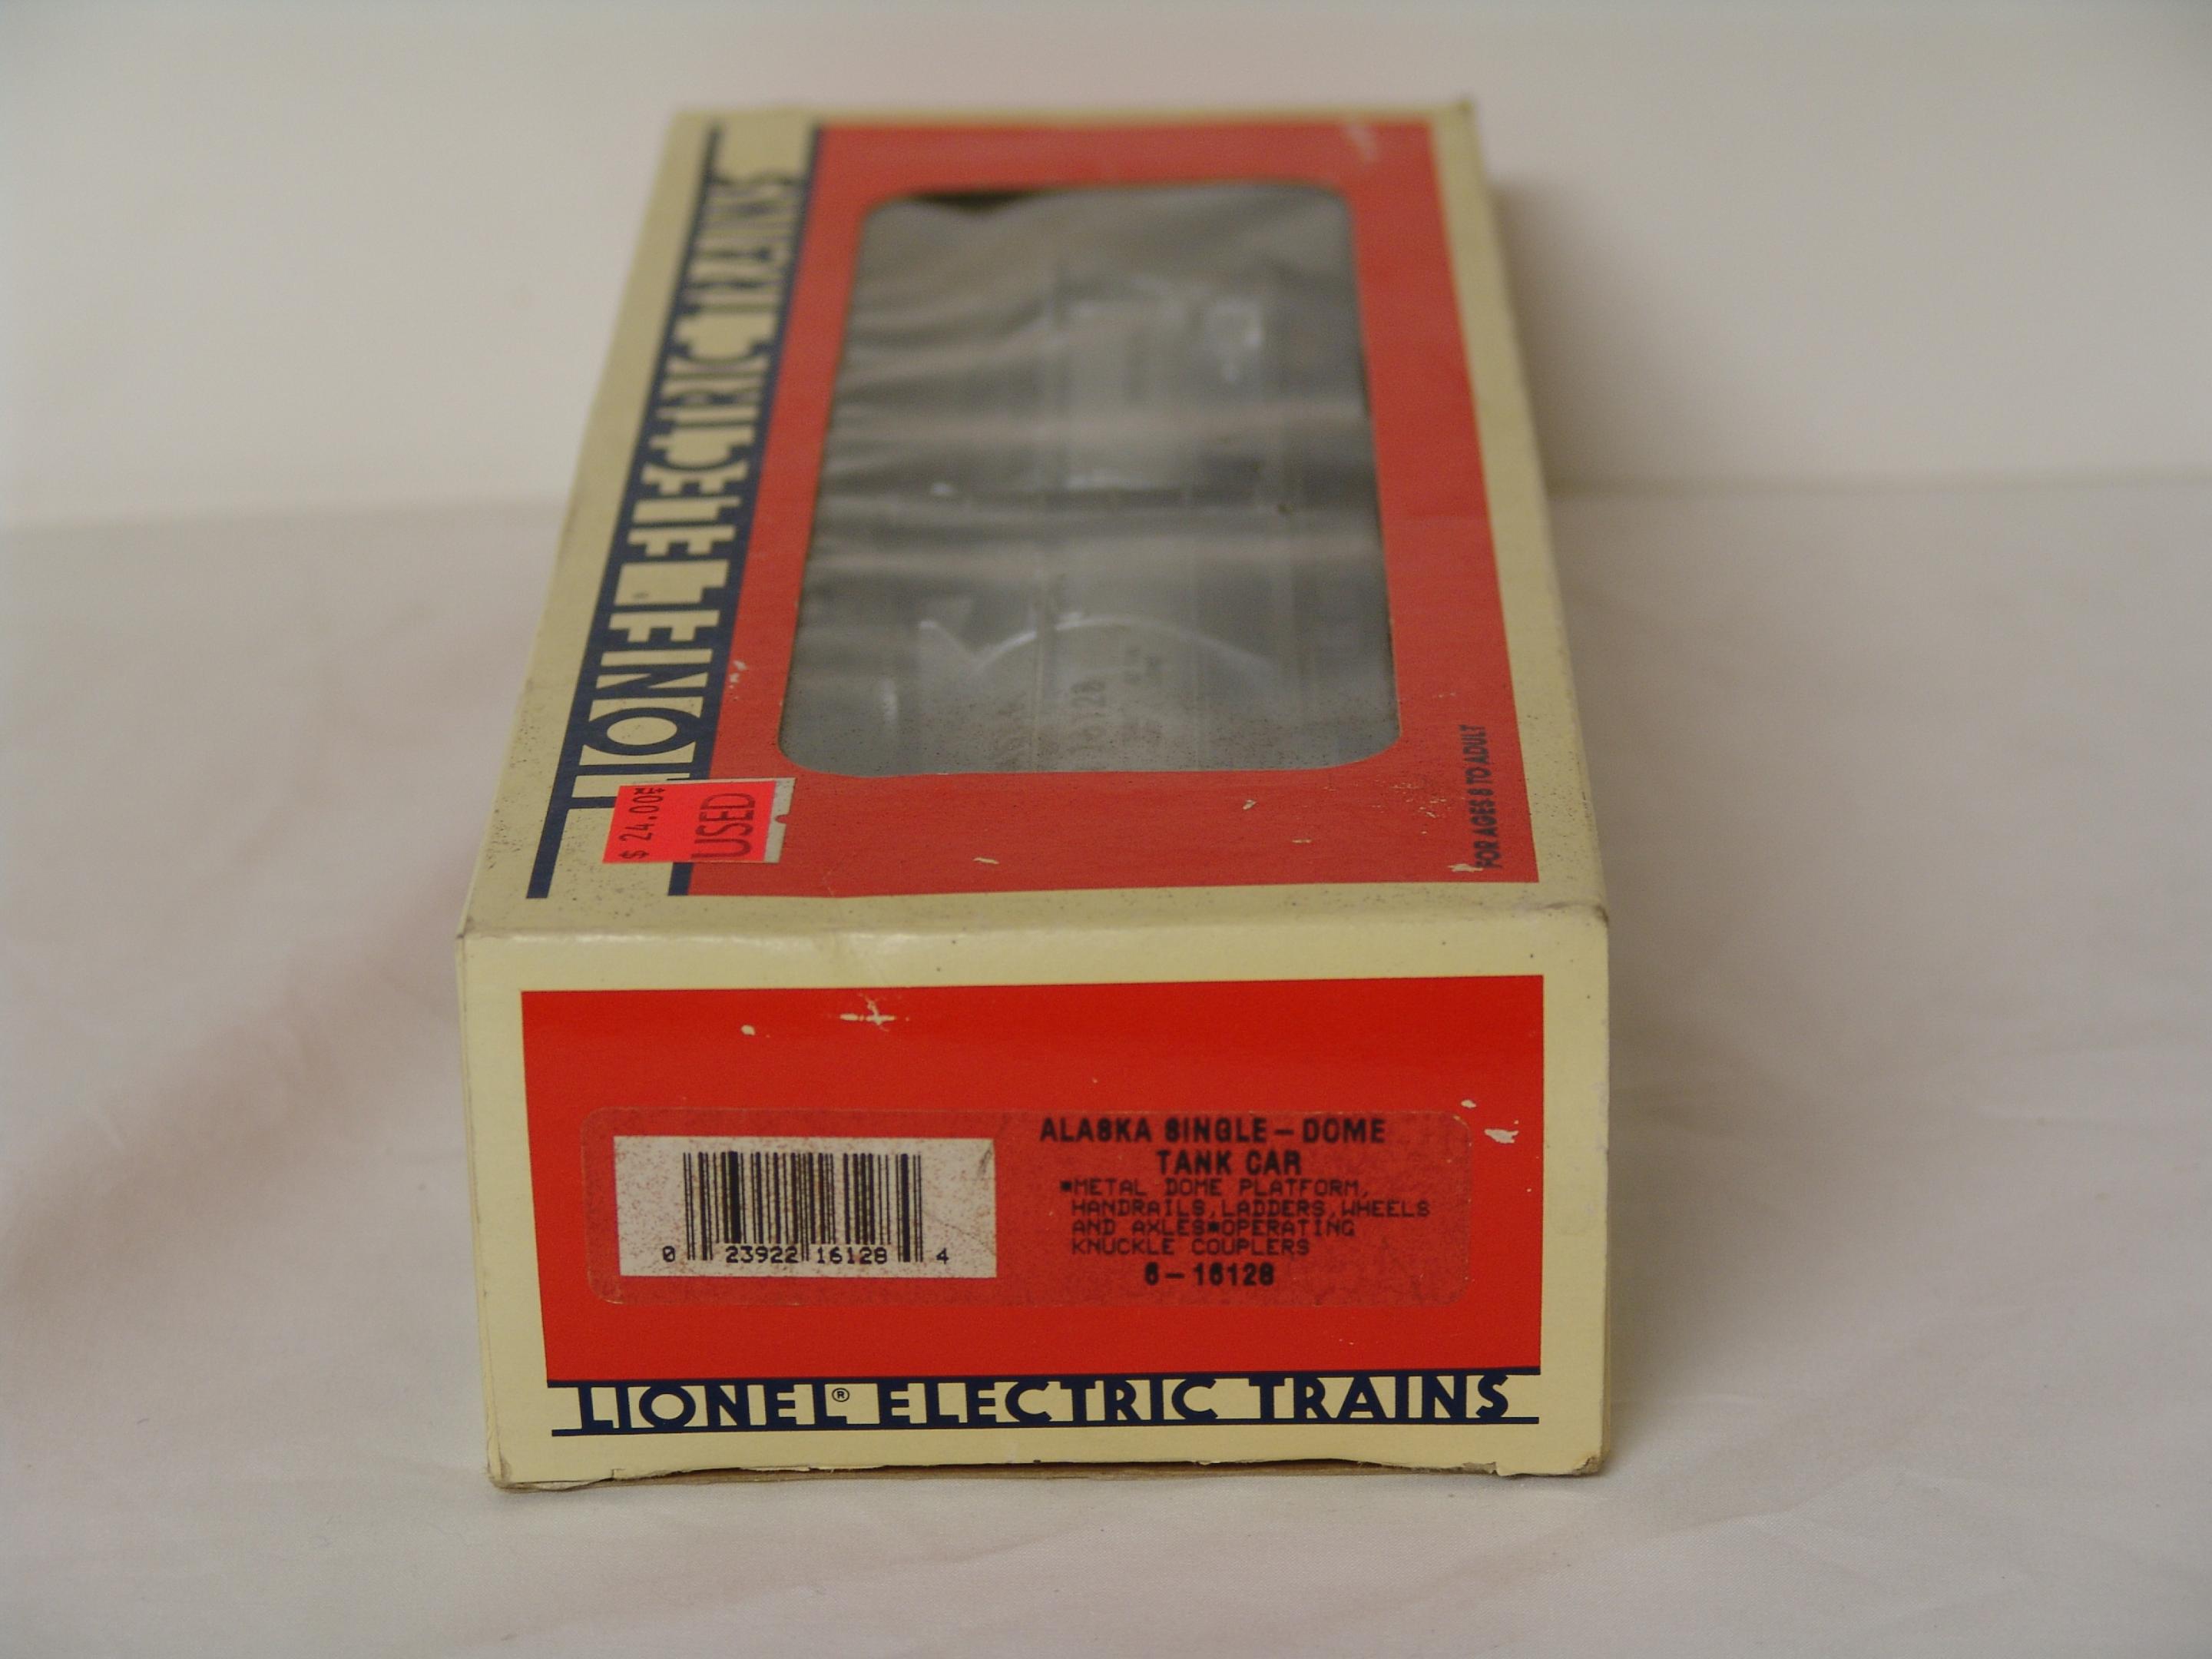 LIONEL ELECTRIC TRAINS
16128
$ 24.00
USED
FOR AGES 8 TO ADULT
ALASKA SINGLE-DOME
TANK CAR
▪METAL DOME PLATFORM,
HANDRAILS,LADDERS,WHEELS
AND AXLES▪OPERATING
KNUCKLE COUPLERS
6-16128
0 23922 16128 4
LIONEL® ELECTRIC TRAINS